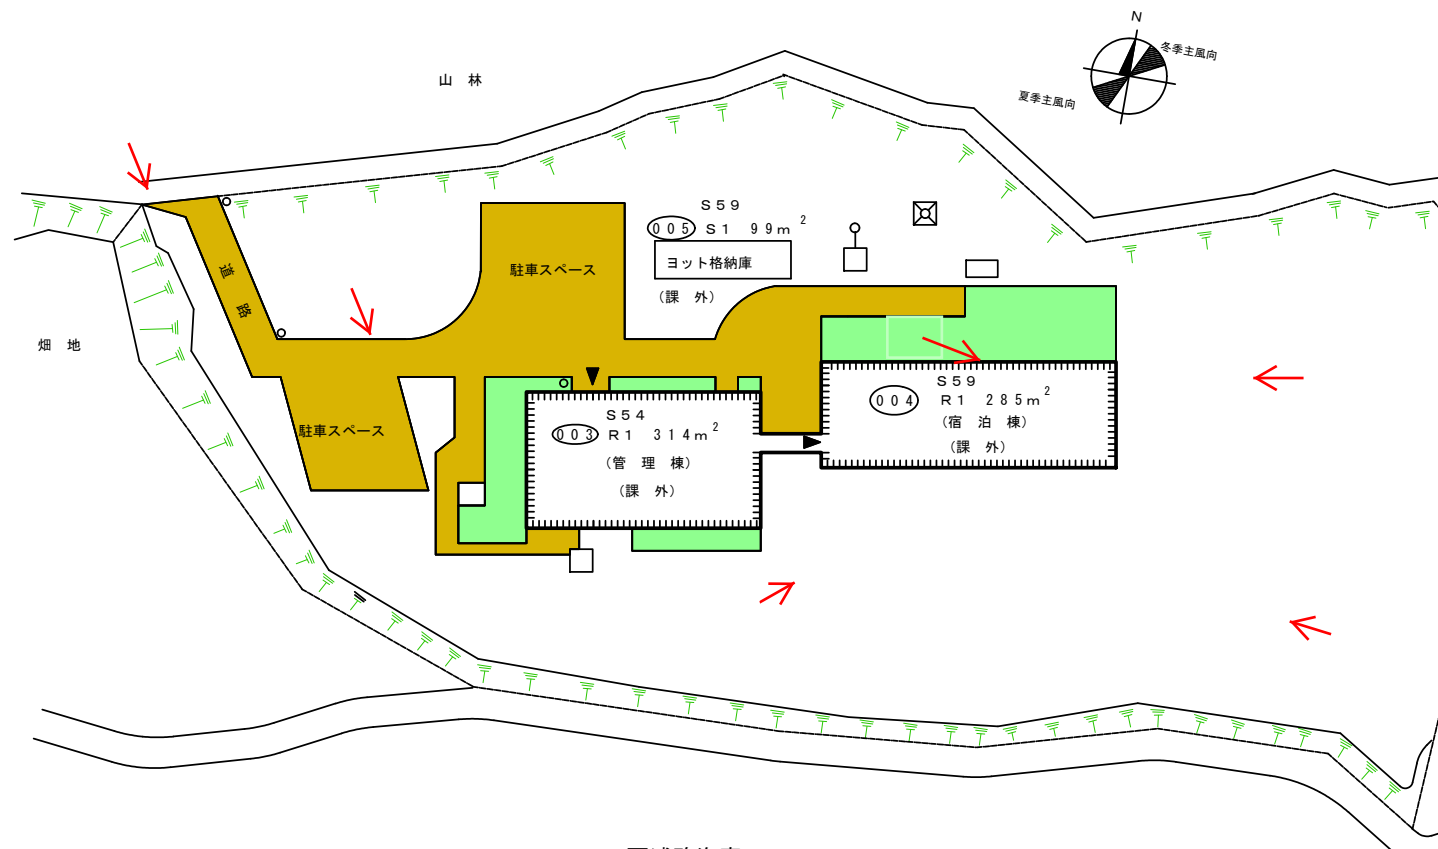 N
冬季主風向
夏季主風向
山 林
S59
005 S1 99m2
ヨット格納庫
(課 外)
駐車スペース
道
路
畑 地
駐車スペース
S54
003 R1 314m2
(管 理 棟)
(課 外)
S59
004 R1 285m2
(宿 泊 棟)
(課 外)